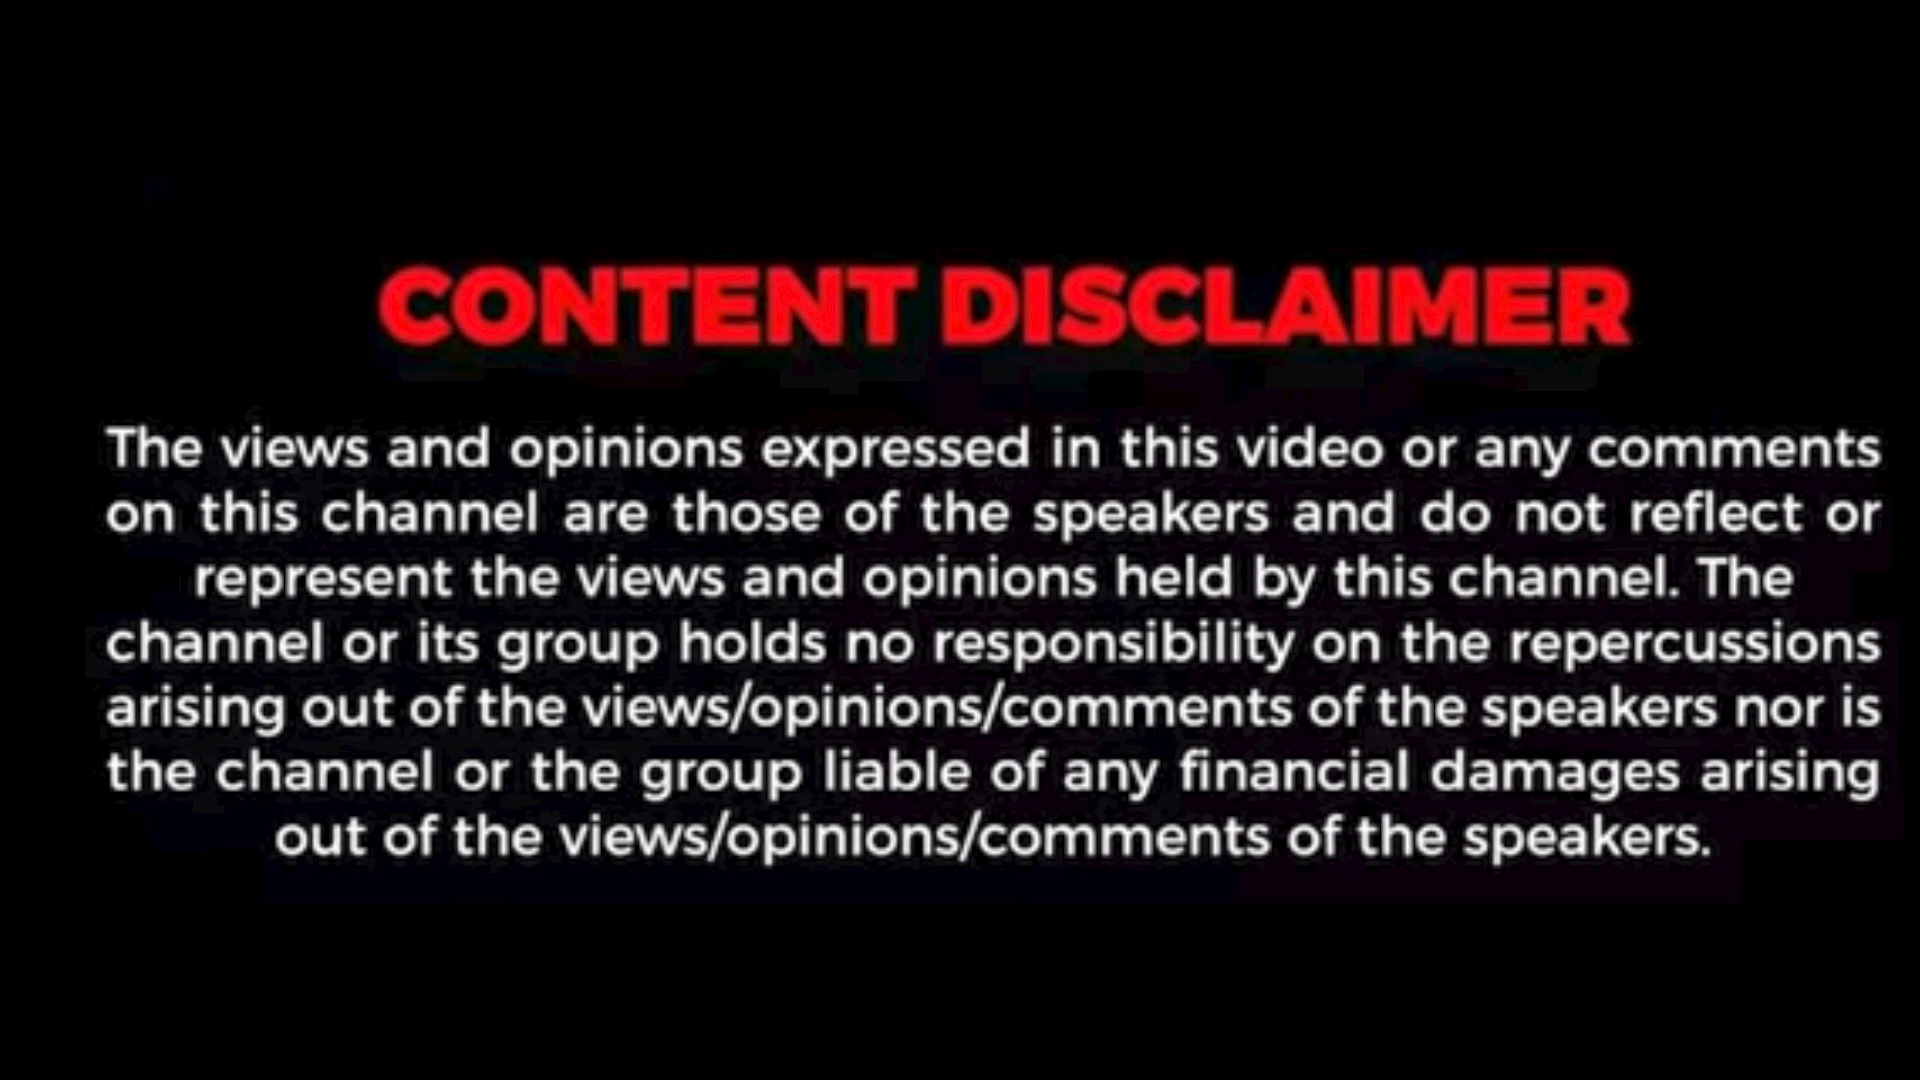 CONTENT DISCLAIMER
The views and opinions expressed in this video or any comments
on this channel are those of the speakers and do not reflect or
represent the views and opinions held by this channel. The
channel or its group holds no responsibility on the repercussions
arising out of the views/opinions/comments of the speakers nor is
the channel or the group liable of any financial damages arising
out of the views/opinions/comments of the speakers.